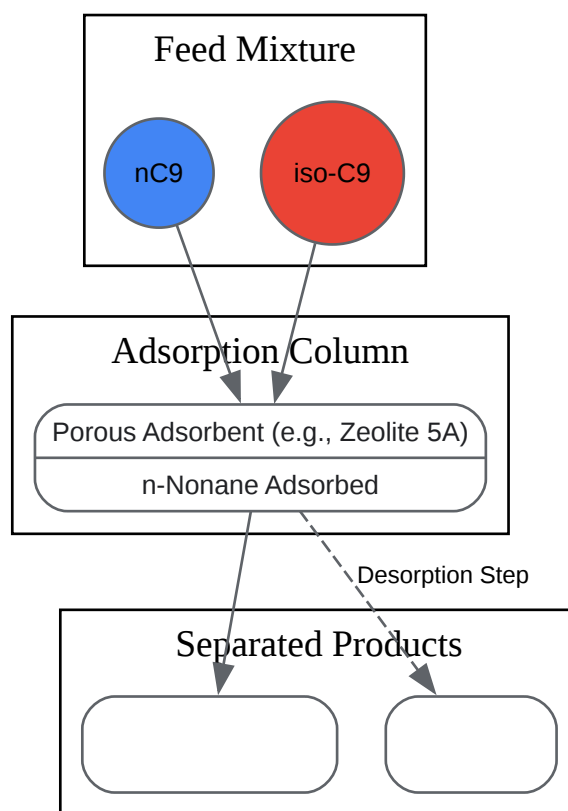 Feed Mixture
nC9
iso-C9
Adsorption Column
Porous Adsorbent (e.g., Zeolite 5A)
n-Nonane Adsorbed
Desorption Step
Separated Products